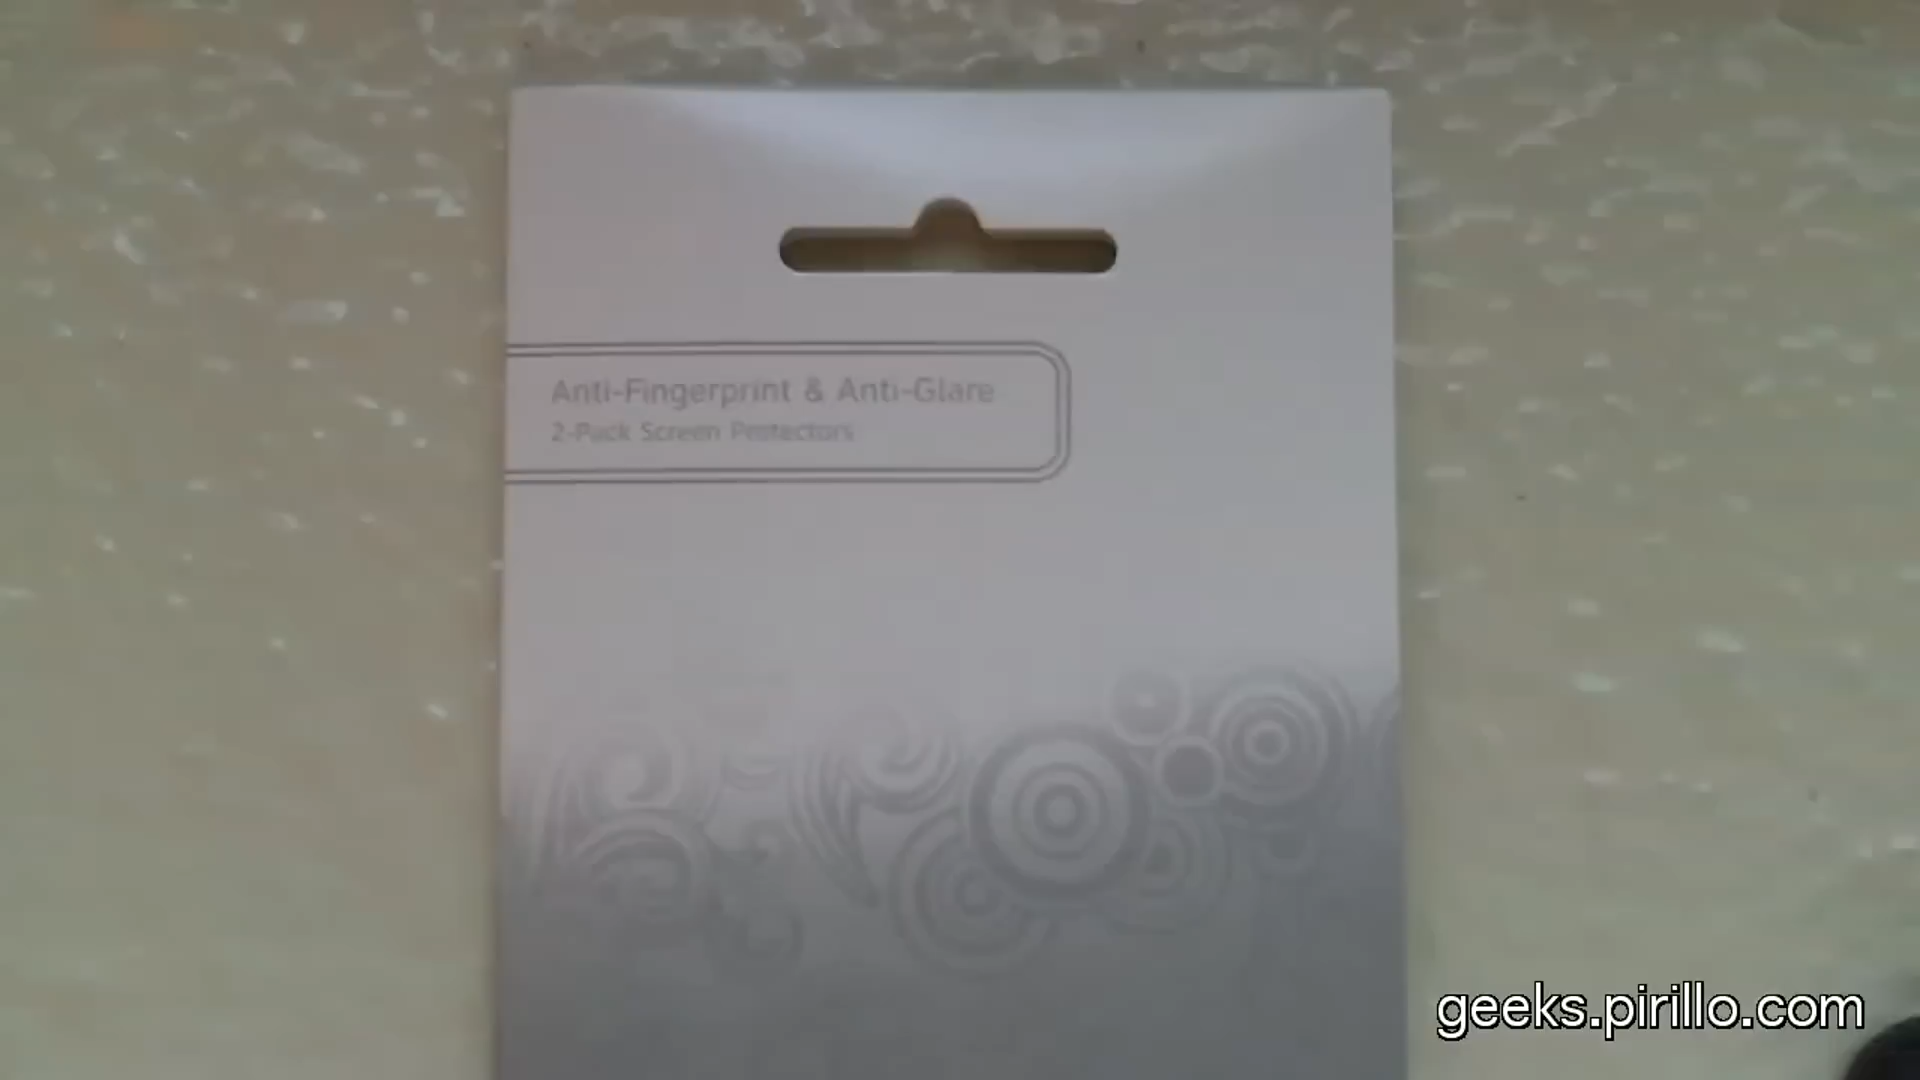 Anti-Fingerprint & Anti-Glare
2-Pack Screen Protectors
geeks.pirillo.com